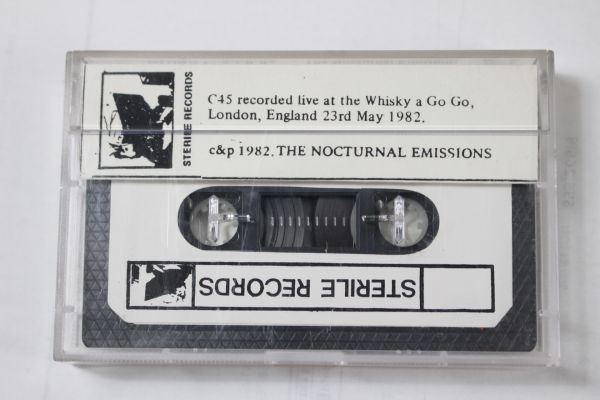 STERILE RECORDS
C45 recorded live at the Whisky a Go Go,
London, England 23rd May 1982.
c&p 1982. THE NOCTURNAL EMISSIONS
STERILE RECORDS